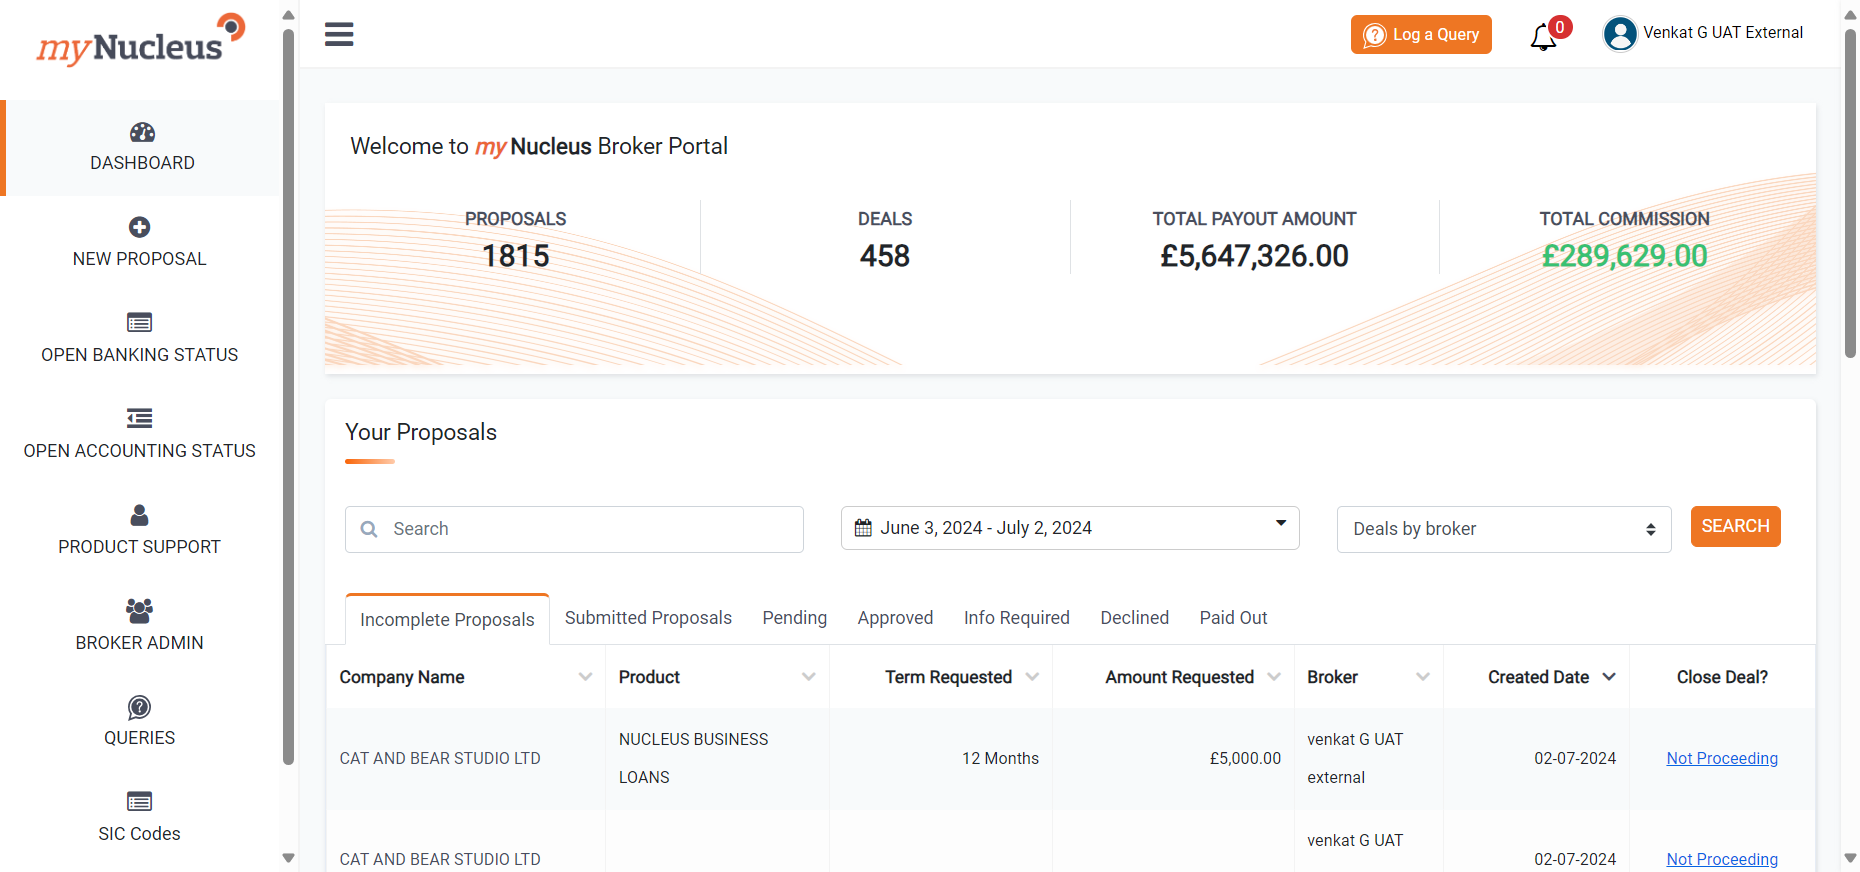 myNucleus
Log a Query
0
Venkat G UAT External
DASHBOARD
NEW PROPOSAL
OPEN BANKING STATUS
OPEN ACCOUNTING STATUS
PRODUCT SUPPORT
BROKER ADMIN
QUERIES
SIC Codes
Welcome to my Nucleus Broker Portal
PROPOSALS
1815
DEALS
458
TOTAL PAYOUT AMOUNT
£5,647,326.00
TOTAL COMMISSION
£289,629.00
Your Proposals
Search
June 3, 2024 - July 2, 2024
Deals by broker
SEARCH
Incomplete Proposals Submitted Proposals Pending Approved Info Required Declined Paid Out
Company Name Product Term Requested Amount Requested Broker Created Date Close Deal?
CAT AND BEAR STUDIO LTD
NUCLEUS BUSINESS
LOANS
12 Months
£5,000.00
venkat G UAT
external
02-07-2024
Not Proceeding
CAT AND BEAR STUDIO LTD
venkat G UAT
02-07-2024
Not Proceeding